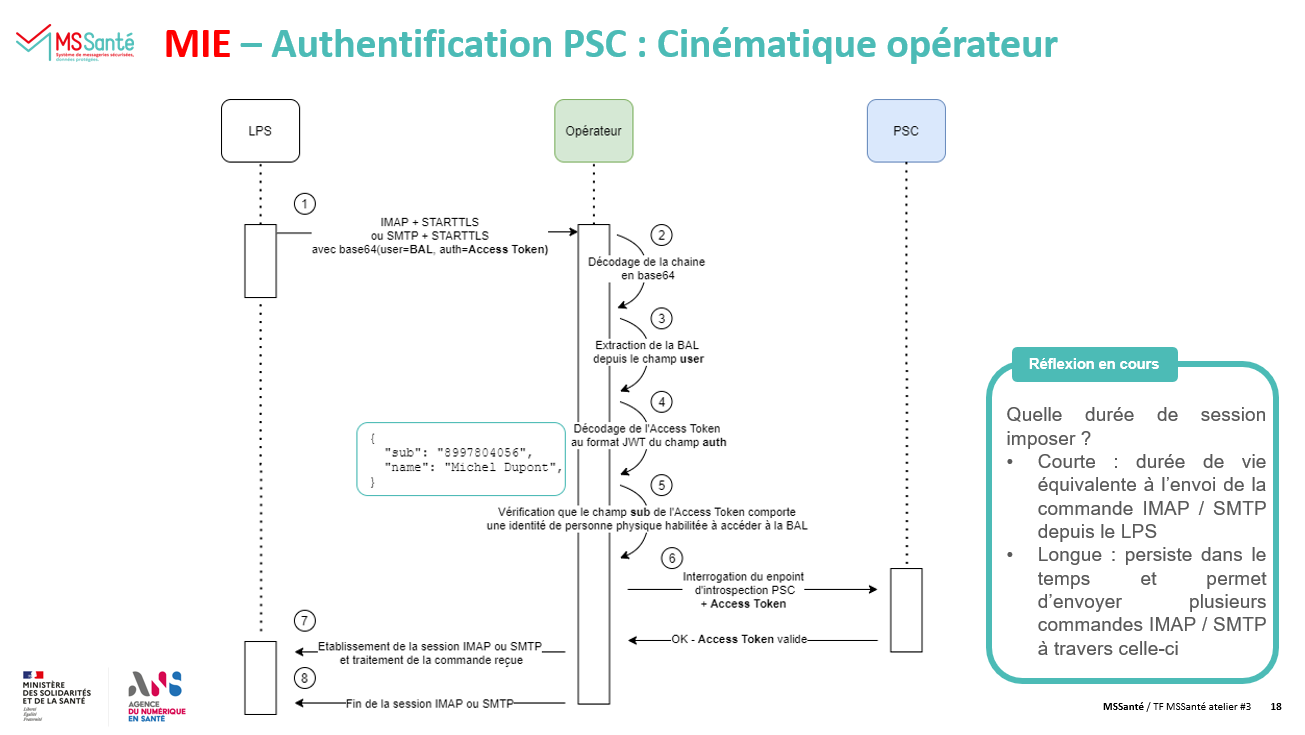 MSSanté
Système de messageries sécurisées,
données protégées.
MIE – Authentification PSC : Cinématique opérateur
LPS
Opérateur
PSC
1
IMAP + STARTTLS
ou SMTP + STARTTLS
avec base64(user=BAL, auth=Access Token)
2
Décodage de la chaine
en base64
3
Extraction de la BAL
depuis le champ user
4
Décodage de l'Access Token
au format JWT du champ auth
{
"sub": "8997804056",
"name": "Michel Dupont",
}
5
Vérification que le champ sub de l'Access Token comporte
une identité de personne physique habilitée à accéder à la BAL
6
Interrogation du enpoint
d'introspection PSC
+ Access Token
OK - Access Token valide
7
Etablissement de la session IMAP ou SMTP
et traitement de la commande reçue
8
Fin de la session IMAP ou SMTP
Réflexion en cours
Quelle durée de session
imposer ?
• Courte : durée de vie
équivalente à l’envoi de la
commande IMAP / SMTP
depuis le LPS
• Longue : persiste dans le
temps et permet
d’envoyer plusieurs
commandes IMAP / SMTP
à travers celle-ci
MINISTÈRE
DES SOLIDARITÉS
ET DE LA SANTÉ
Liberté
Égalité
Fraternité
AGENCE
DU NUMÉRIQUE
EN SANTÉ
MSSanté / TF MSSanté atelier #3 18